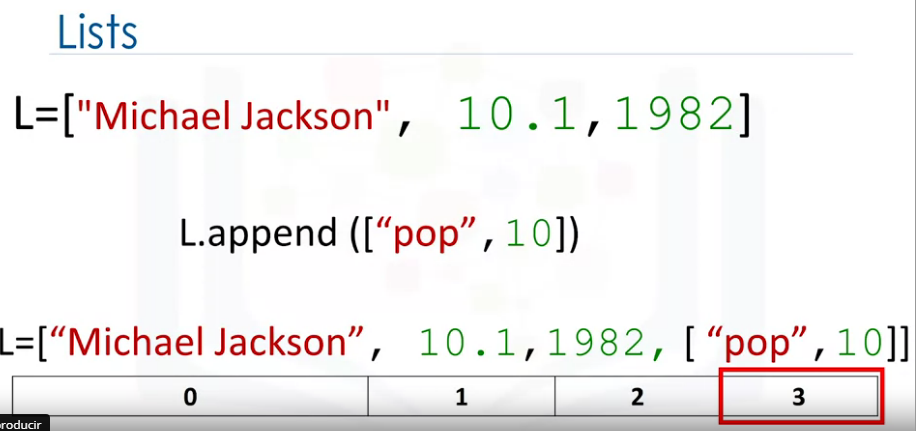 Lists
L=["Michael Jackson", 10.1,1982]
L.append ([“pop”,10])
L=[“Michael Jackson”, 10.1,1982, [“pop”,10]]
0 1 2 3
roducir